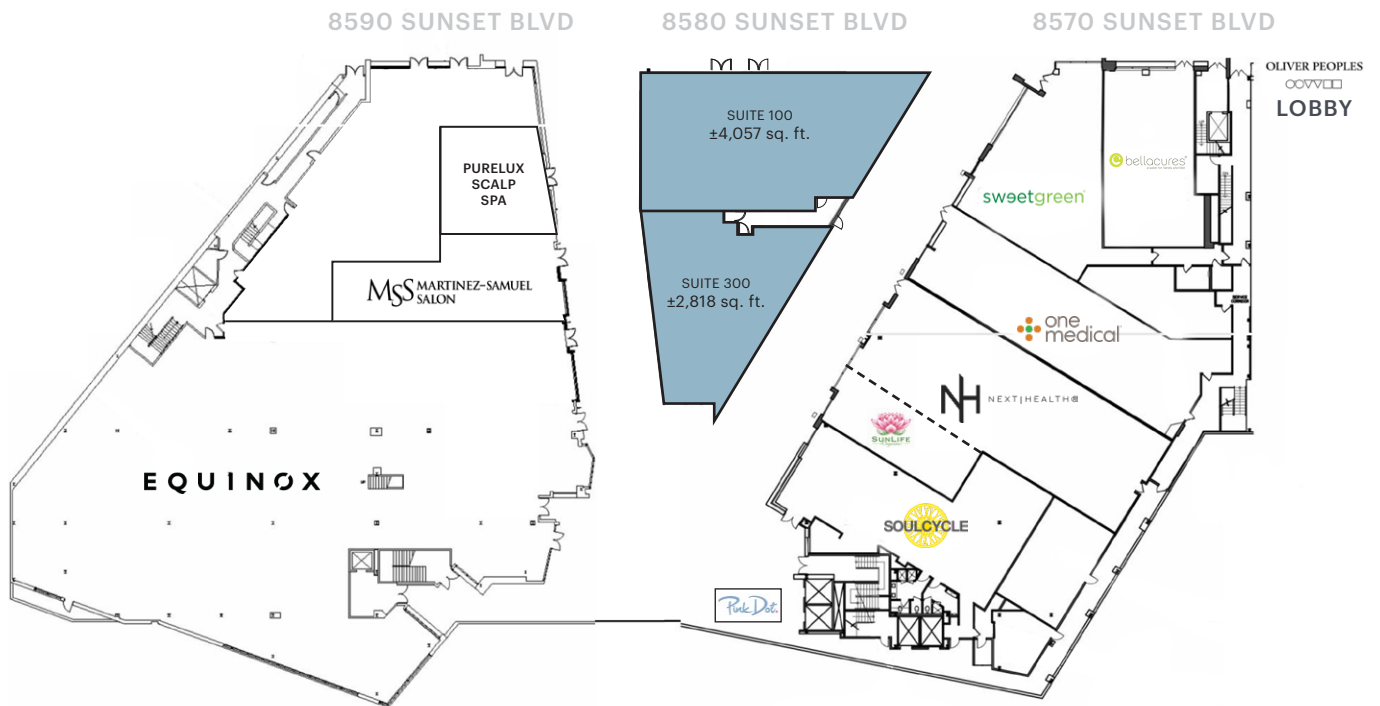 8590 SUNSET BLVD
8580 SUNSET BLVD
8570 SUNSET BLVD
OLIVER PEOPLES
LOBBY
SUITE 100
±4,057 sq. ft.
PURELUX
SCALP
SPA
bellacures
sweetgreen
MSS MARTINEZ-SAMUEL
SALON
SUITE 300
±2,818 sq. ft.
one
medical
NH NEXT|HEALTH®
SUNLIFE
EQUINOX
UP
SOULCYCLE
Pink Dot.